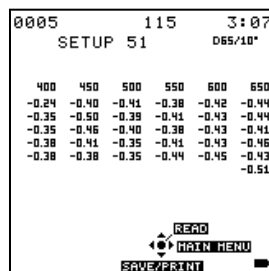 0005 115 3:07
SETUP 51 D65/10°
400 450 500 550 600 650
-0.24 -0.40 -0.41 -0.38 -0.42 -0.44
-0.35 -0.50 -0.39 -0.41 -0.43 -0.44
-0.35 -0.46 -0.40 -0.38 -0.43 -0.41
-0.38 -0.41 -0.35 -0.41 -0.43 -0.46
-0.38 -0.38 -0.35 -0.44 -0.45 -0.43
-0.51
READ
MAIN MENU
SAVE/PRINT